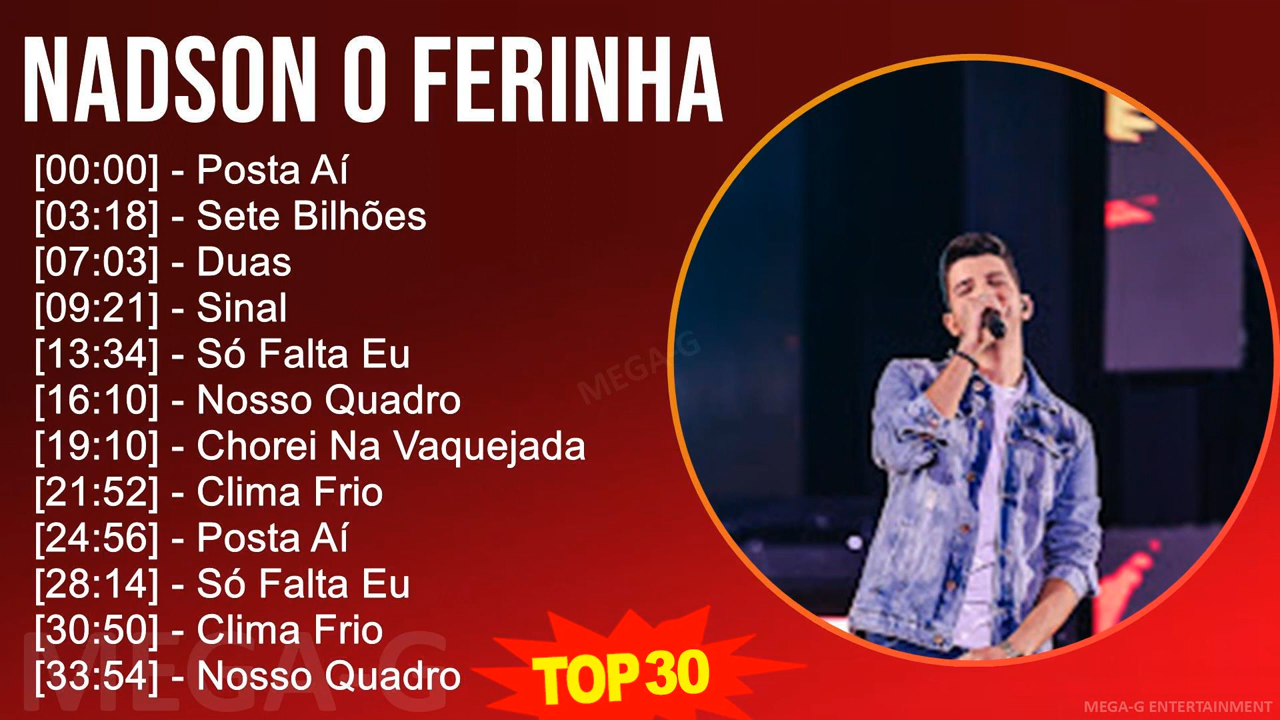 NADSON O FERINHA
[00:00] - Posta Aí
[03:18] - Sete Bilhões
[07:03] - Duas
[09:21] - Sinal
[13:34] - Só Falta Eu
[16:10] - Nosso Quadro
[19:10] - Chorei Na Vaquejada
[21:52] - Clima Frio
[24:56] - Posta Aí
[28:14] - Só Falta Eu
[30:50] - Clima Frio
[33:54] - Nosso Quadro
MEGA-G
MEGA-G
TOP 30
MEGA-G ENTERTAINMENT